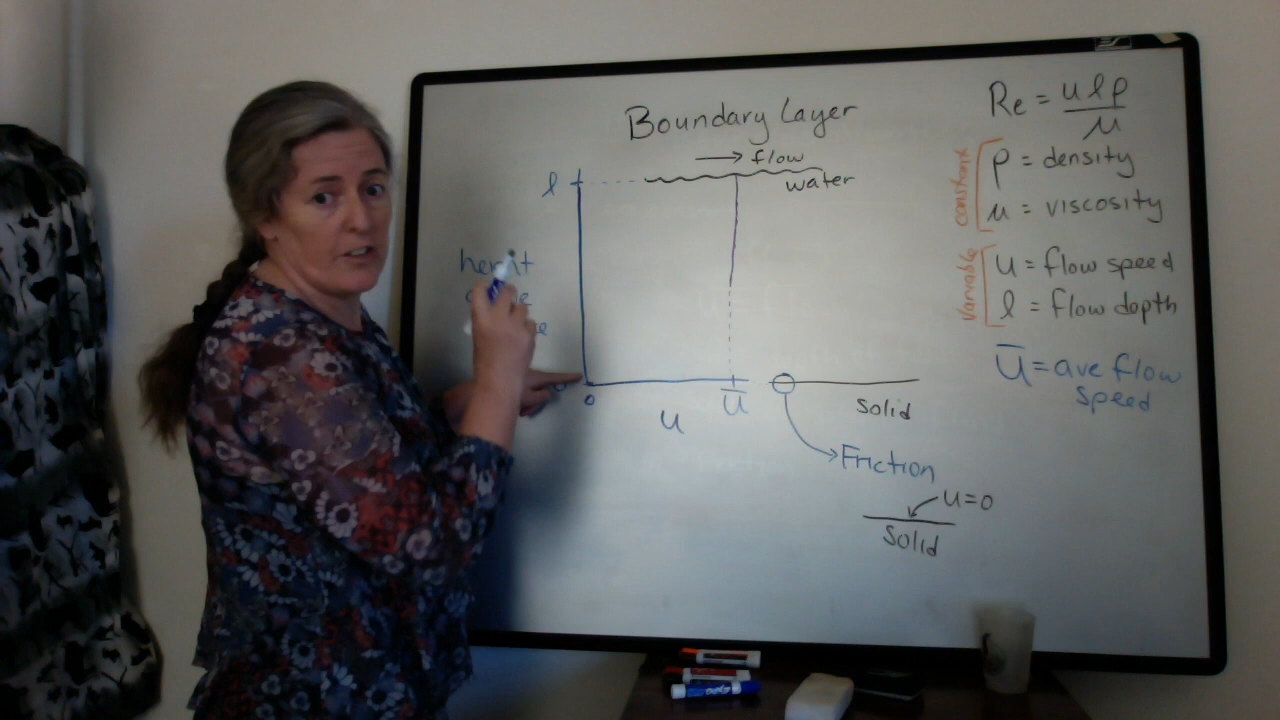 Boundary Layer
→ flow
water
l
0
u
u̅
Solid
Friction
u=0
Solid
Re = ulρ/μ
constant
ρ = density
μ = viscosity
variable
u = flow speed
l = flow depth
u̅ = ave flow
speed